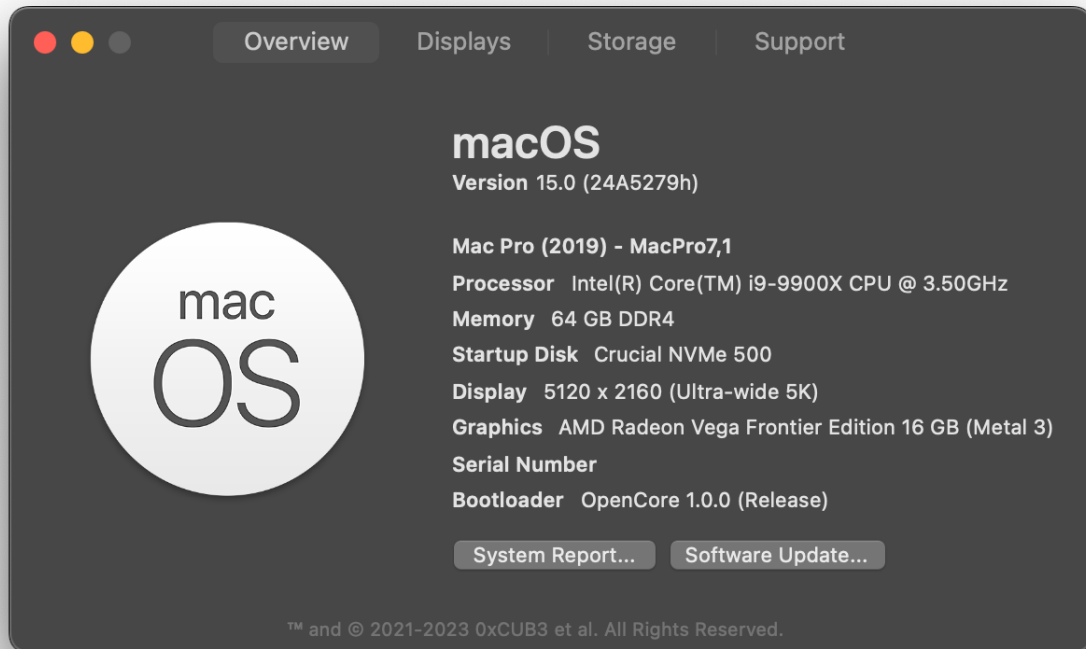 Overview Displays Storage Support
macOS
Version 15.0 (24A5279h)
mac
OS
Mac Pro (2019) - MacPro7,1
Processor Intel(R) Core(TM) i9-9900X CPU @ 3.50GHz
Memory 64 GB DDR4
Startup Disk Crucial NVMe 500
Display 5120 x 2160 (Ultra-wide 5K)
Graphics AMD Radeon Vega Frontier Edition 16 GB (Metal 3)
Serial Number
Bootloader OpenCore 1.0.0 (Release)
System Report... Software Update...
™ and © 2021-2023 0xCUB3 et al. All Rights Reserved.